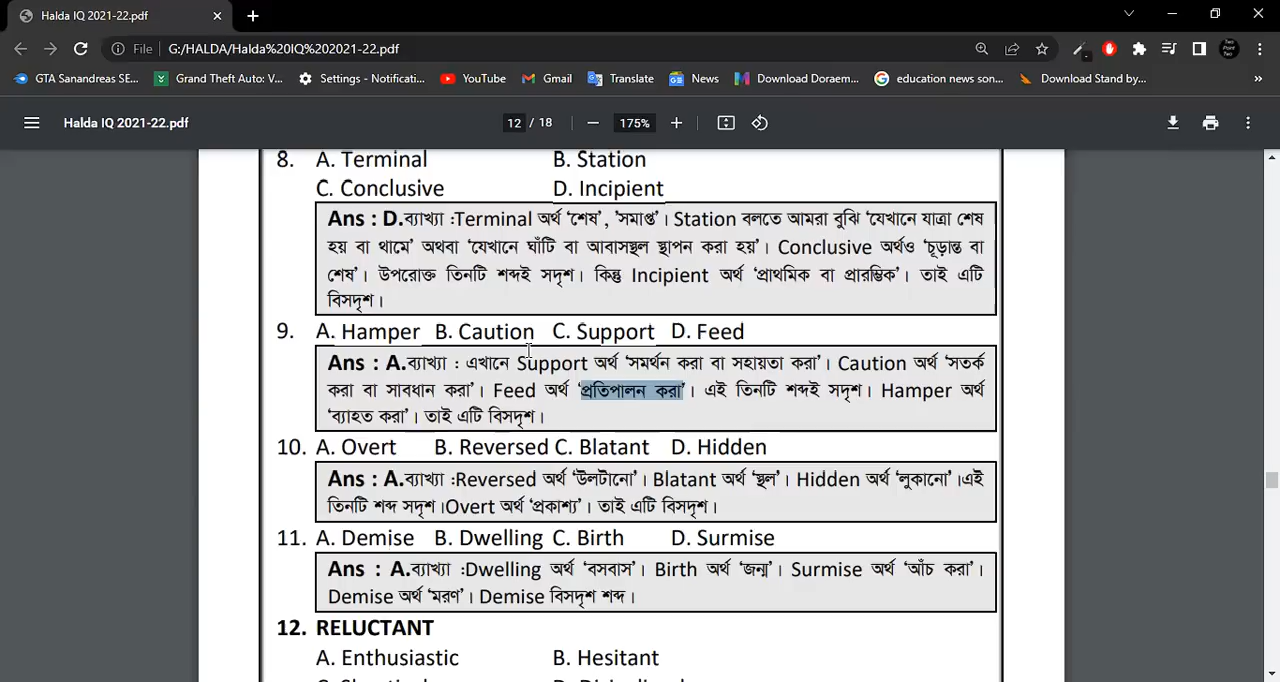 Halda IQ 2021-22.pdf
File G:/HALDA/Halda%20IQ%202021-22.pdf
GTA Sanandreas SE... Grand Theft Auto: V... Settings - Notificati... YouTube Gmail Translate News Download Doraem... education news son... Download Stand by... »
Halda IQ 2021-22.pdf 12 / 18 175%
8. A. Terminal B. Station
C. Conclusive D. Incipient
Ans : D.ব্যাখ্যা :Terminal অর্থ ‘শেষ’, ‘সমাপ্ত’। Station বলতে আমরা বুঝি ‘যেখানে যাত্রা শেষ
হয় বা থামে’ অথবা ‘যেখানে ঘাঁটি বা আবাসস্থল স্থাপন করা হয়’। Conclusive অর্থও ‘চূড়ান্ত বা
শেষ’। উপরোক্ত তিনটি শব্দই সদৃশ। কিন্তু Incipient অর্থ ‘প্রাথমিক বা প্রারম্ভিক’। তাই এটি
বিসদৃশ।
9. A. Hamper B. Caution C. Support D. Feed
Ans : A.ব্যাখ্যা : এখানে Support অর্থ ‘সমর্থন করা বা সহায়তা করা’। Caution অর্থ ‘সতর্ক
করা বা সাবধান করা’। Feed অর্থ ‘প্রতিপালন করা’। এই তিনটি শব্দই সদৃশ। Hamper অর্থ
‘ব্যাহত করা’। তাই এটি বিসদৃশ।
10. A. Overt B. Reversed C. Blatant D. Hidden
Ans : A.ব্যাখ্যা :Reversed অর্থ ‘উলটানো’। Blatant অর্থ ‘স্থূল’। Hidden অর্থ ‘লুকানো’।এই
তিনটি শব্দ সদৃশ।Overt অর্থ ‘প্রকাশ্য’। তাই এটি বিসদৃশ।
11. A. Demise B. Dwelling C. Birth D. Surmise
Ans : A.ব্যাখ্যা :Dwelling অর্থ ‘বসবাস’। Birth অর্থ ‘জন্ম’। Surmise অর্থ ‘আঁচ করা’।
Demise অর্থ ‘মরণ’। Demise বিসদৃশ শব্দ।
12. RELUCTANT
A. Enthusiastic B. Hesitant